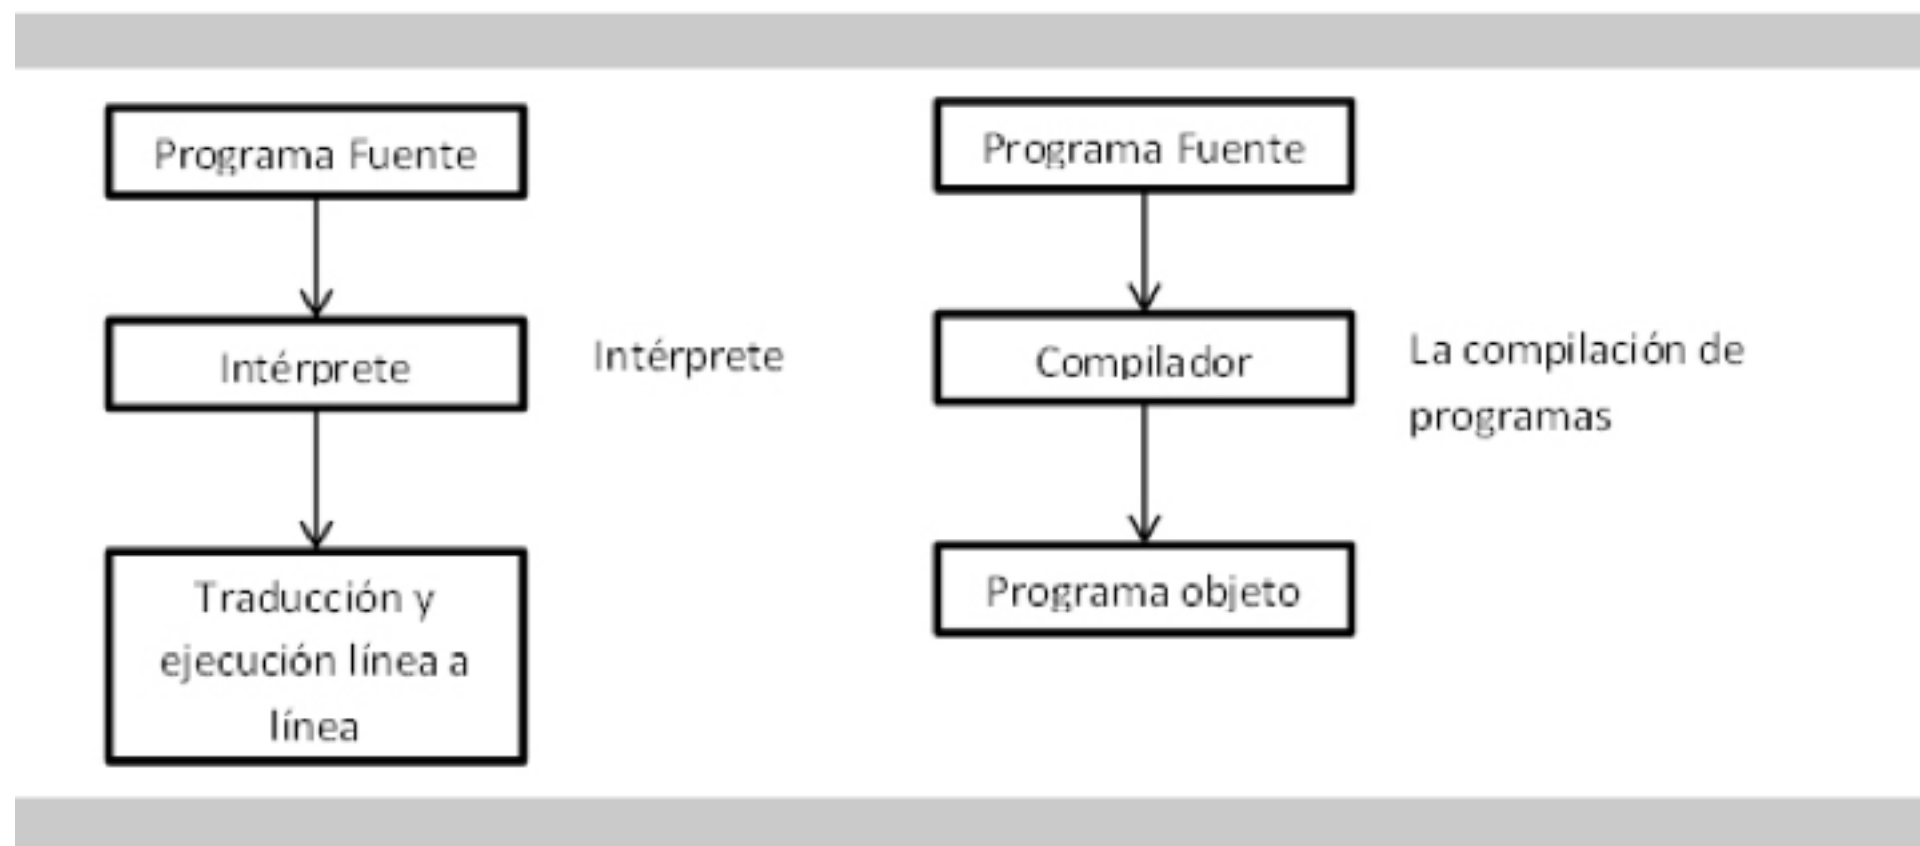 Programa Fuente
Intérprete
Traducción y
ejecución línea a
línea
Intérprete
Programa Fuente
Compilador
Programa objeto
La compilación de
programas